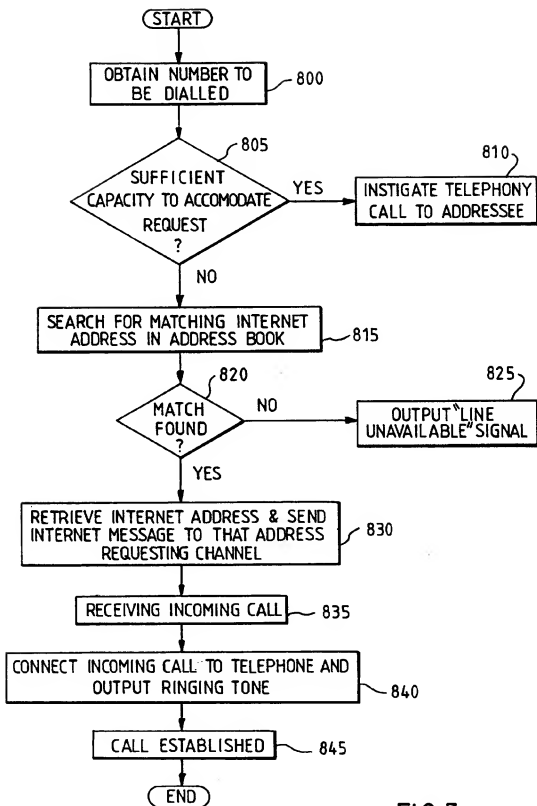 START
OBTAIN NUMBER TO
BE DIALLED
800
805
SUFFICIENT
CAPACITY TO ACCOMODATE
REQUEST
?
YES
810
INSTIGATE TELEPHONY
CALL TO ADDRESSEE
NO
SEARCH FOR MATCHING INTERNET
ADDRESS IN ADDRESS BOOK
815
820
MATCH
FOUND
?
NO
825
OUTPUT "LINE
UNAVAILABLE" SIGNAL
YES
RETRIEVE INTERNET ADDRESS & SEND
INTERNET MESSAGE TO THAT ADDRESS
REQUESTING CHANNEL
830
RECEIVING INCOMING CALL
835
CONNECT INCOMING CALL TO TELEPHONE AND
OUTPUT RINGING TONE
840
CALL ESTABLISHED
845
END